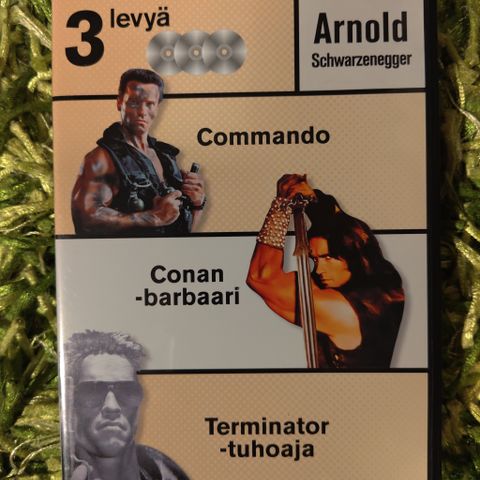 3 levyä
Arnold
Schwarzenegger
Commando
Conan
-barbaari
Terminator
-tuhoaja